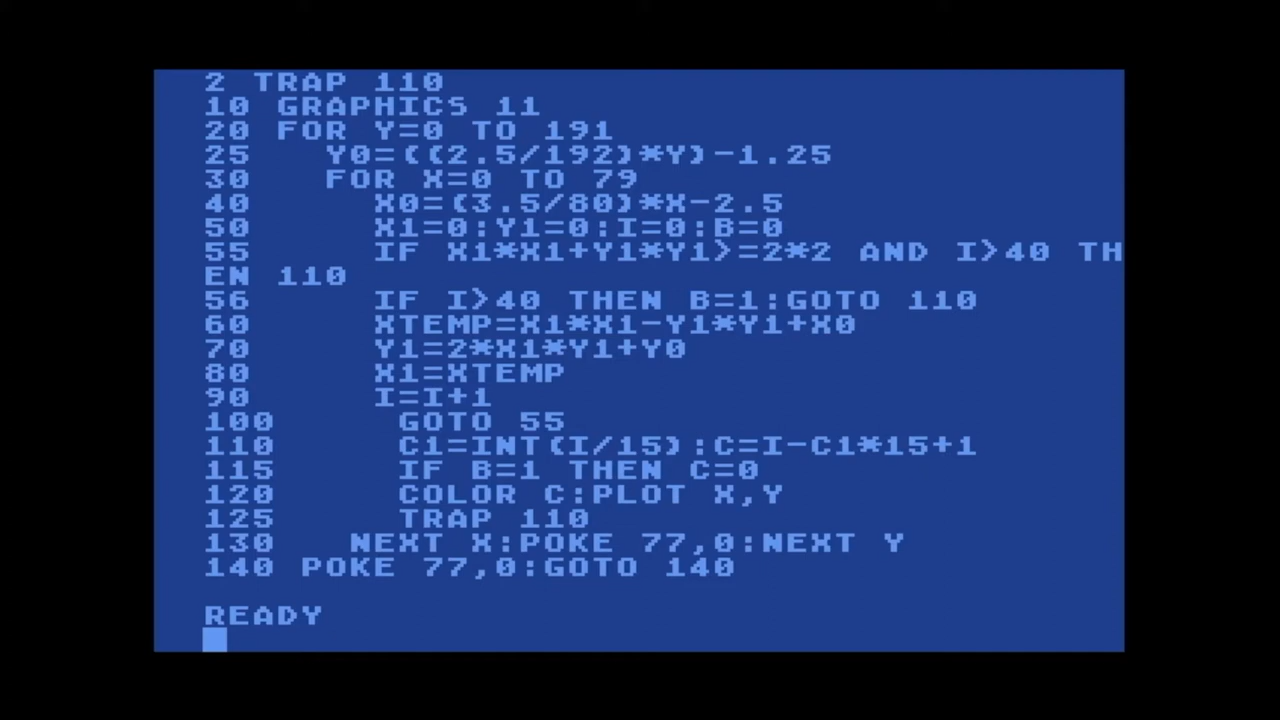 2 TRAP 110
10 GRAPHICS 11
20 FOR Y=0 TO 191
25    Y0=((2.5/192)*Y)-1.25
30    FOR X=0 TO 79
40      X0=(3.5/80)*X-2.5
50      X1=0:Y1=0:I=0:B=0
55      IF X1*X1+Y1*Y1>=2*2 AND I>40 TH
EN 110
56      IF I>40 THEN B=1:GOTO 110
60      XTEMP=X1*X1-Y1*Y1+X0
70      Y1=2*X1*Y1+Y0
80      X1=XTEMP
90      I=I+1
100      GOTO 55
110      C1=INT(I/15):C=I-C1*15+1
115      IF B=1 THEN C=0
120      COLOR C:PLOT X,Y
125      TRAP 110
130    NEXT X:POKE 77,0:NEXT Y
140 POKE 77,0:GOTO 140
READY